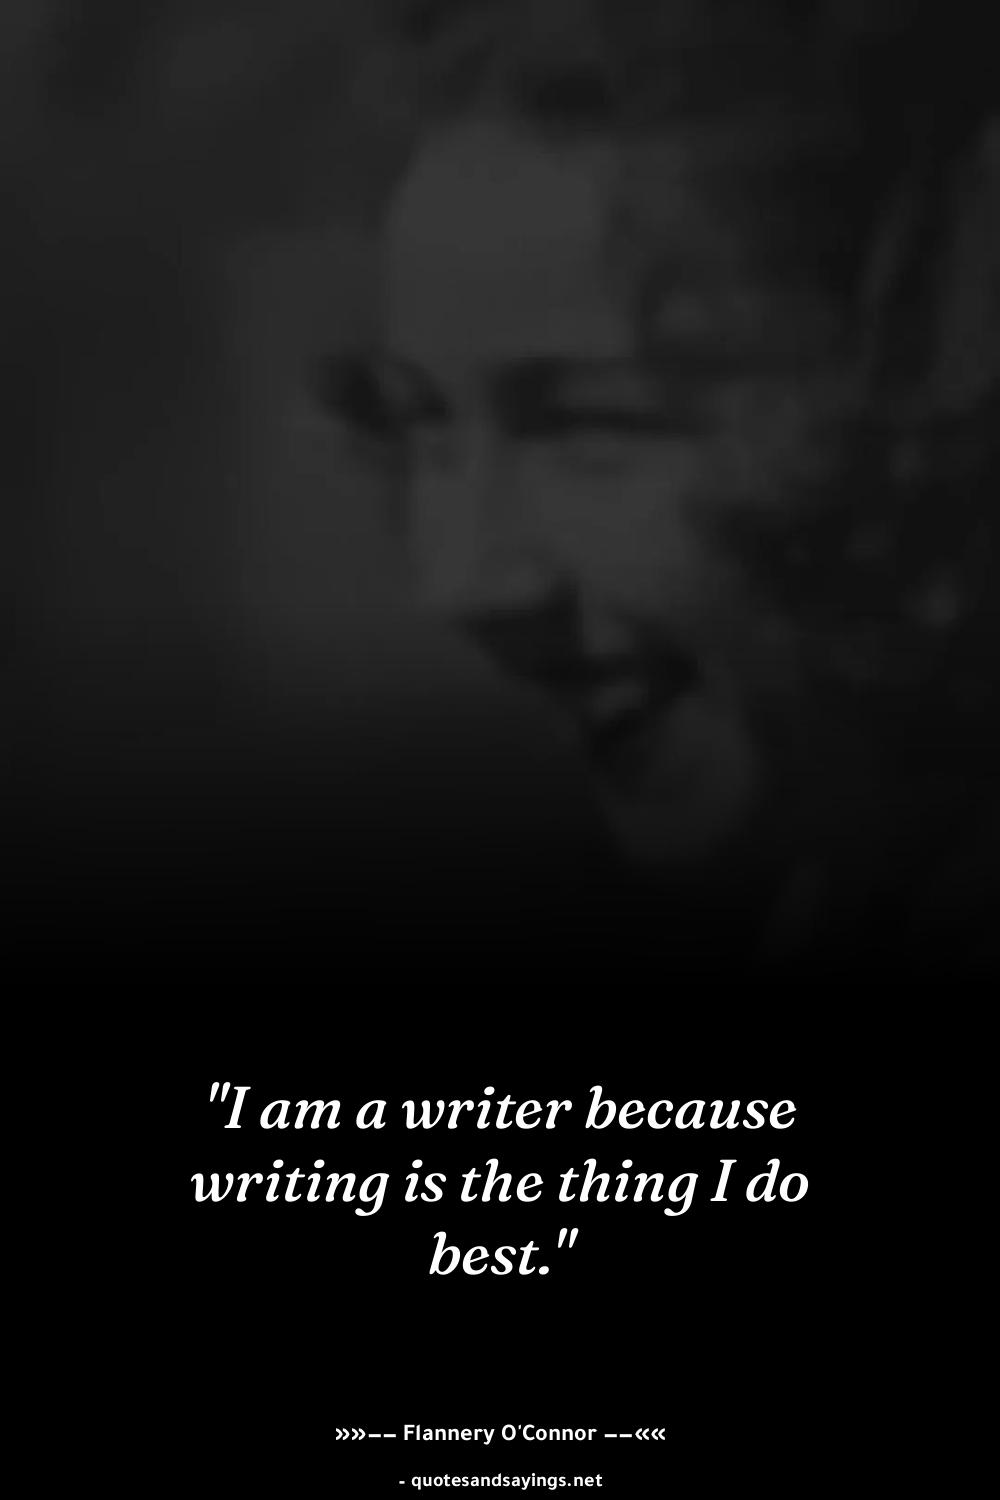 "I am a writer because
writing is the thing I do
best."
»»−− Flannery O'Connor −−««
- quotesandsayings.net